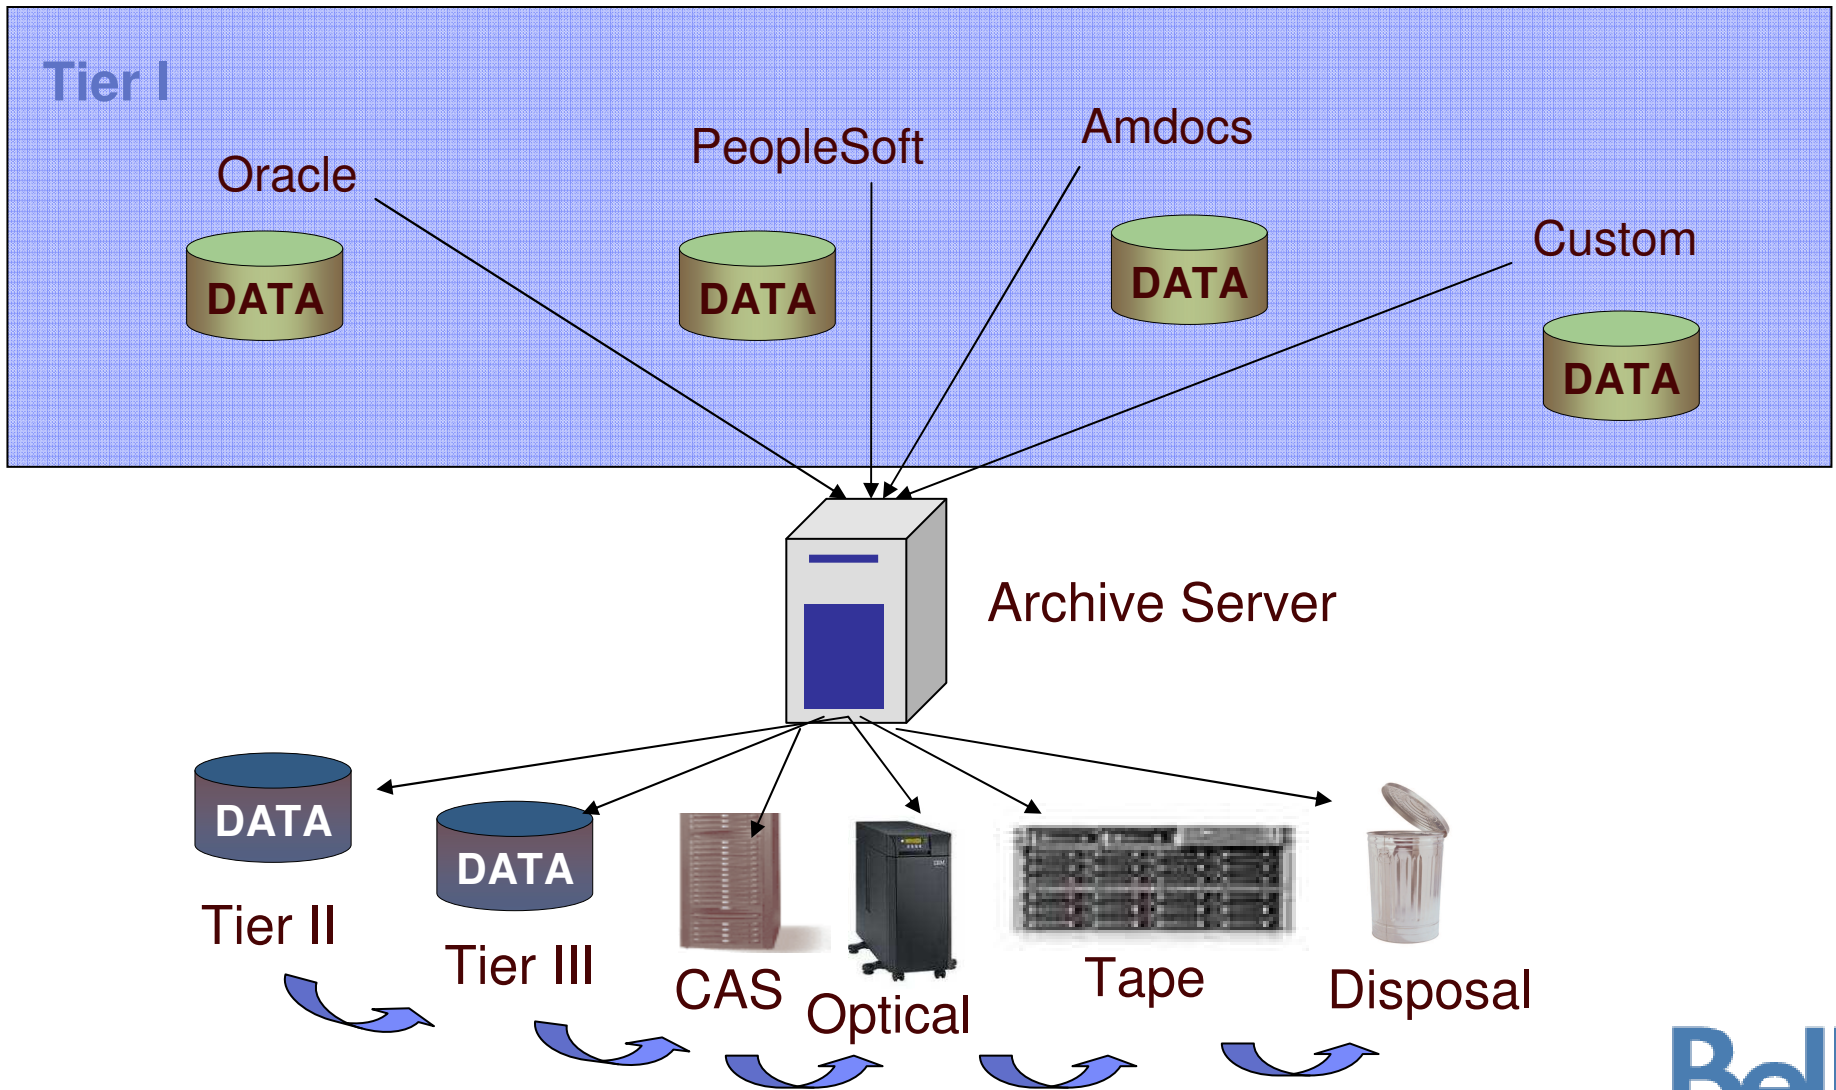 Tier I
Oracle
PeopleSoft
Amdocs
Custom
DATA
DATA
DATA
DATA
Archive Server
DATA
DATA
Tier II
Tier III
CAS
Optical
Tape
Disposal
Bell